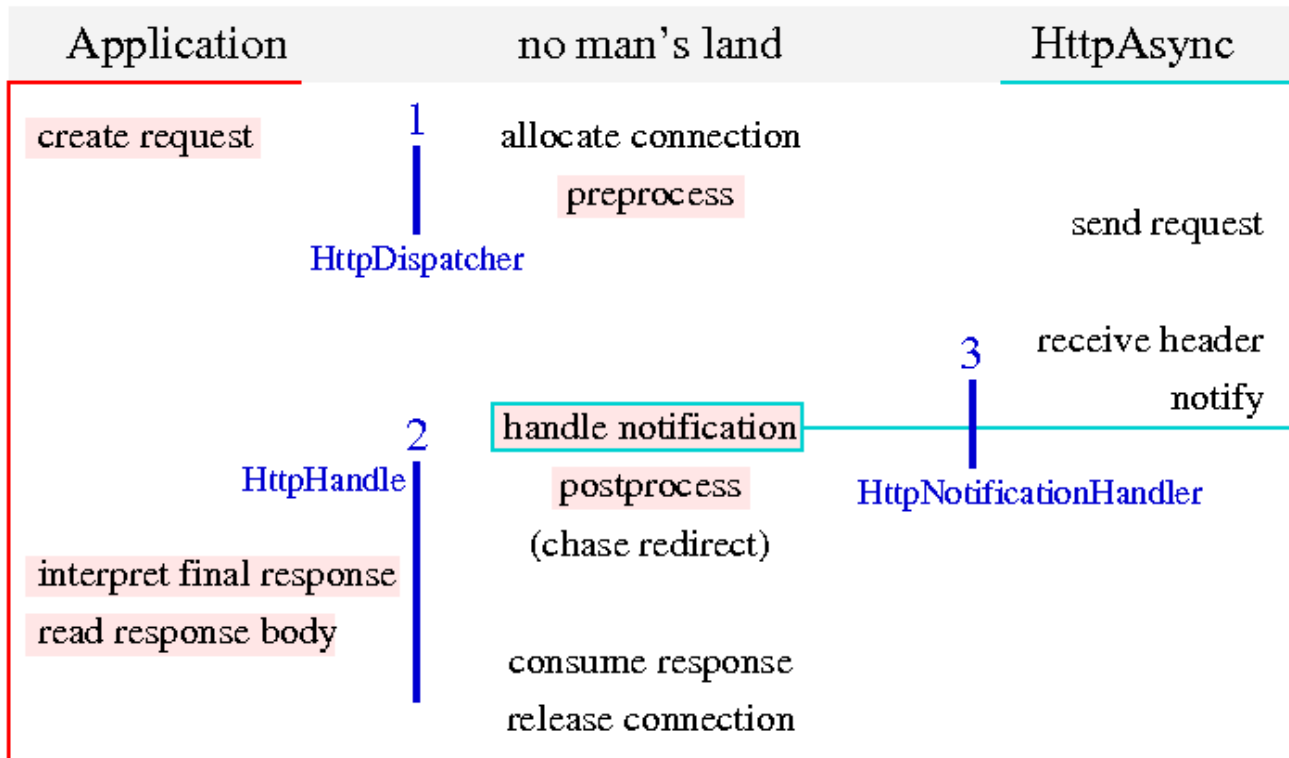 Application no man's land HttpAsync
create request 1 allocate connection
preprocess
send request
HttpDispatcher
receive header
3
notify
handle notification
2
HttpHandle postprocess HttpNotificationHandler
(chase redirect)
interpret final response
read response body
consume response
release connection